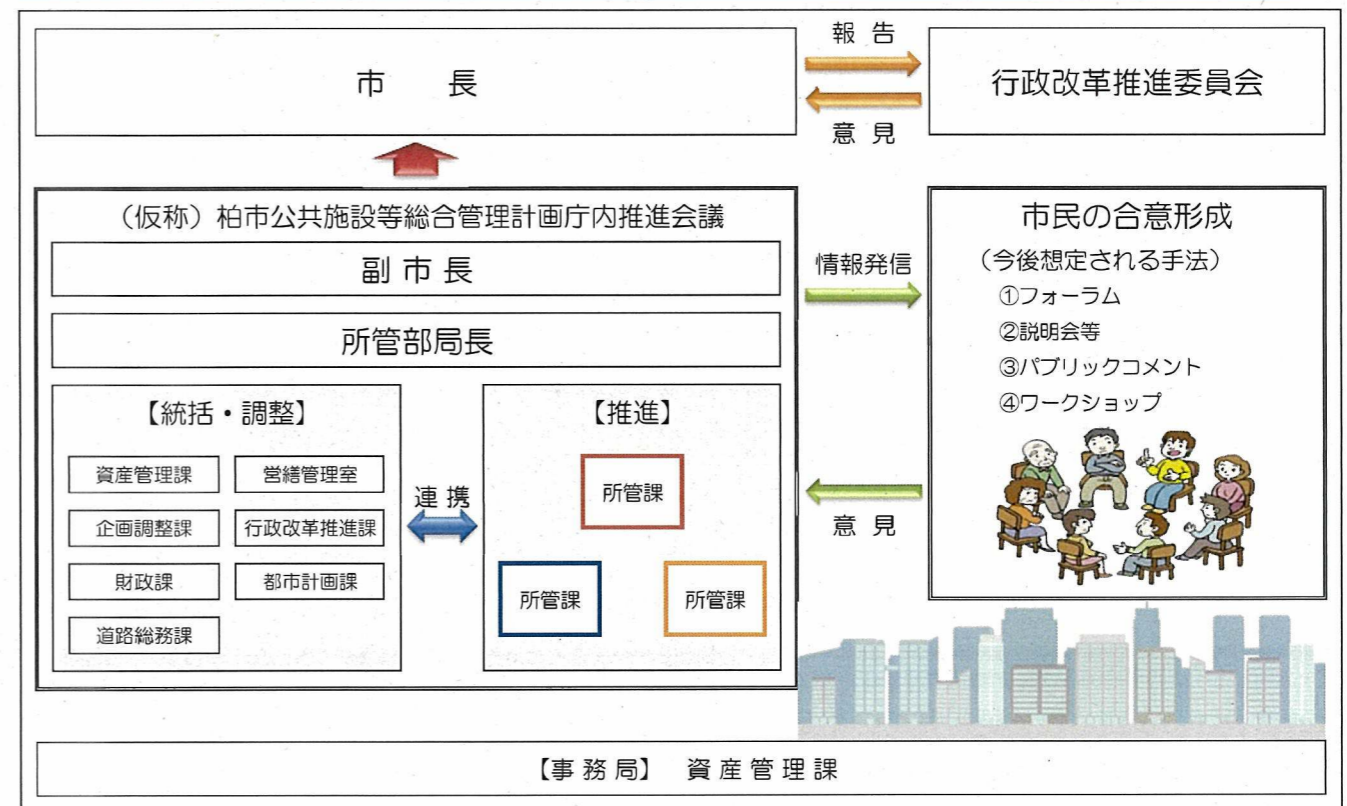 報 告
市 長
行政改革推進委員会
意 見
（仮称）柏市公共施設等総合管理計画庁内推進会議
副 市 長
所管部局長
【統括・調整】
資産管理課
営繕管理室
企画調整課
行政改革推進課
財政課
都市計画課
道路総務課
連 携
【推進】
所管課
所管課
所管課
情報発信
意 見
市民の合意形成
（今後想定される手法）
①フォーラム
②説明会等
③パブリックコメント
④ワークショップ
【事 務 局】 資 産 管 理 課